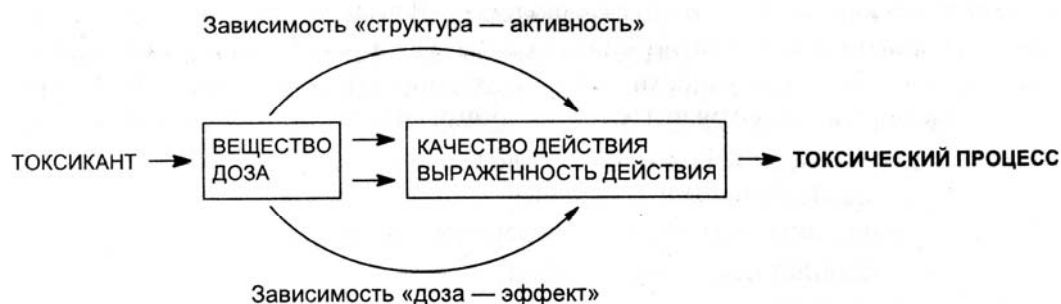 Зависимость «структура — активность»
ТОКСИКАНТ
ВЕЩЕСТВО
ДОЗА
КАЧЕСТВО ДЕЙСТВИЯ
ВЫРАЖЕННОСТЬ ДЕЙСТВИЯ
ТОКСИЧЕСКИЙ ПРОЦЕСС
Зависимость «доза — эффект»